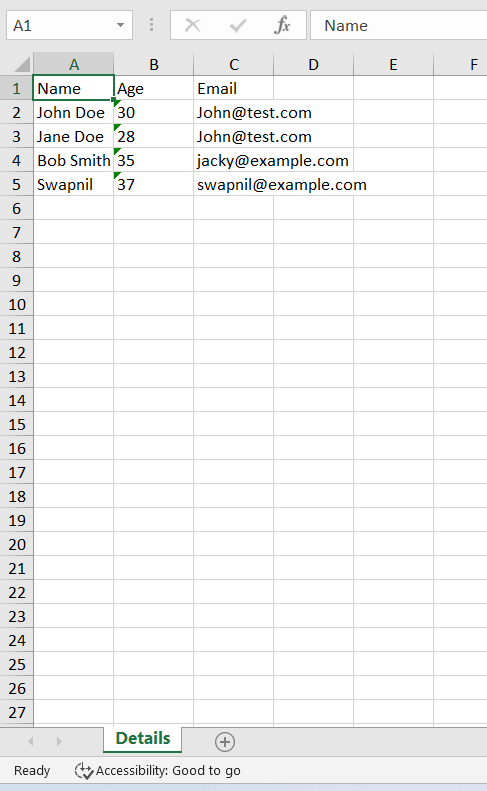 A1 fx Name
A B C D E F
1 Name Age Email
2 John Doe 30 John@test.com
3 Jane Doe 28 John@test.com
4 Bob Smith 35 jacky@example.com
5 Swapnil 37 swapnil@example.com
6
7
8
9
10
11
12
13
14
15
16
17
18
19
20
21
22
23
24
25
26
27
Details
Ready Accessibility: Good to go